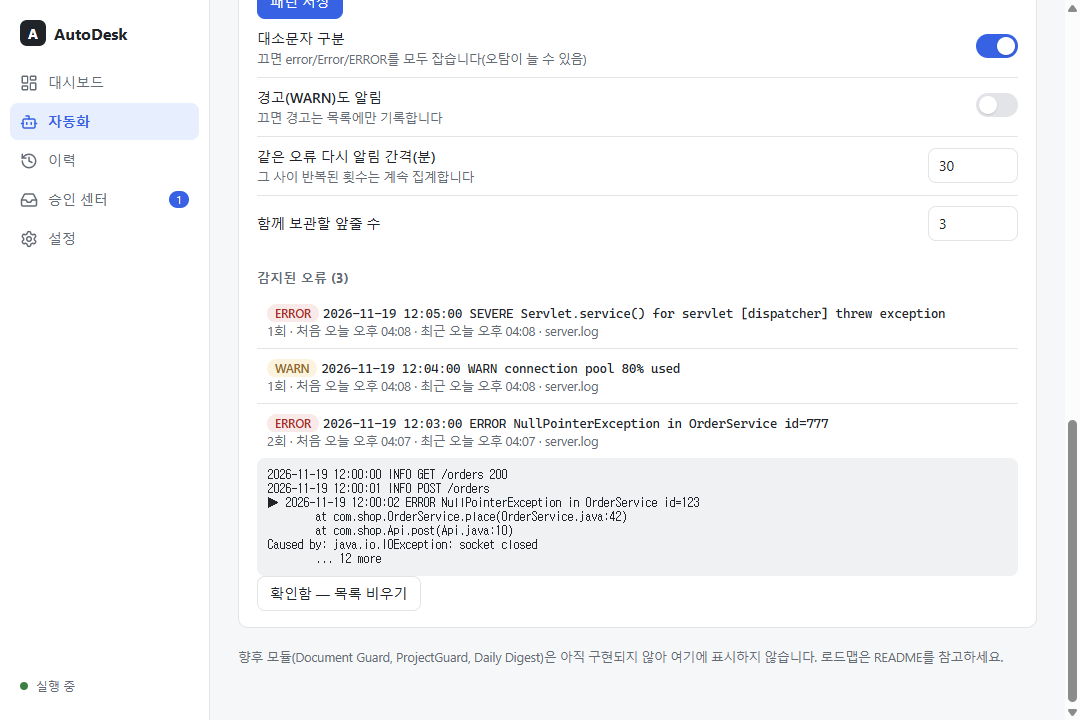 A AutoDesk
대시보드
자동화
이력
승인 센터 1
설정
실행 중
패턴 저장
대소문자 구분
끄면 error/Error/ERROR를 모두 잡습니다(오탐이 늘 수 있음)
경고(WARN)도 알림
끄면 경고는 목록에만 기록합니다
같은 오류 다시 알림 간격(분)
30
그 사이 반복된 횟수는 계속 집계합니다
함께 보관할 앞줄 수
3
감지된 오류 (3)
ERROR 2026-11-19 12:05:00 SEVERE Servlet.service() for servlet [dispatcher] threw exception
1회 · 처음 오늘 오후 04:08 · 최근 오늘 오후 04:08 · server.log
WARN 2026-11-19 12:04:00 WARN connection pool 80% used
1회 · 처음 오늘 오후 04:08 · 최근 오늘 오후 04:08 · server.log
ERROR 2026-11-19 12:03:00 ERROR NullPointerException in OrderService id=777
2회 · 처음 오늘 오후 04:07 · 최근 오늘 오후 04:07 · server.log
2026-11-19 12:00:00 INFO GET /orders 200
2026-11-19 12:00:01 INFO POST /orders
▶ 2026-11-19 12:00:02 ERROR NullPointerException in OrderService id=123
at com.shop.OrderService.place(OrderService.java:42)
at com.shop.Api.post(Api.java:10)
Caused by: java.io.IOException: socket closed
... 12 more
확인함 — 목록 비우기
향후 모듈(Document Guard, ProjectGuard, Daily Digest)은 아직 구현되지 않아 여기에 표시하지 않습니다. 로드맵은 README를 참고하세요.